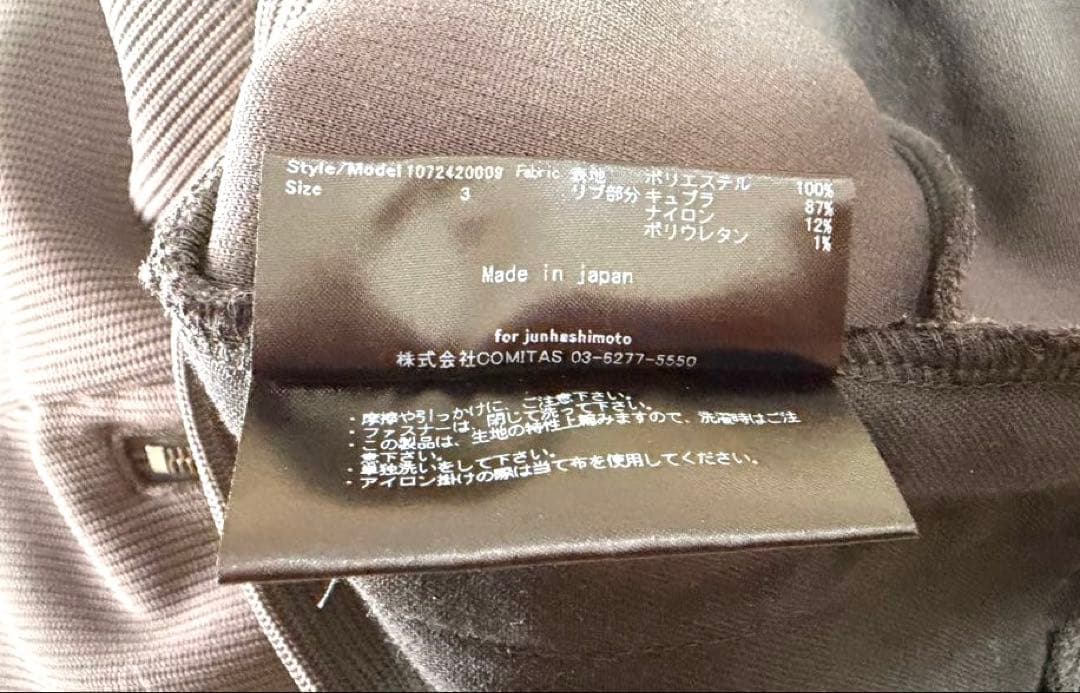 Style/Model 1072420009 Fabric 表地 ポリエステル 100%
Size 3 リブ部分 キュプラ 87%
ナイロン 12%
ポリウレタン 1%
Made in japan
for junhashimoto
株式会社COMITAS 03-5277-5550
・摩擦や引っかけに、ご注意下さい。
・ファスナーは、閉じて洗って下さい。
・この製品は、生地の特性上縮みますので、洗濯時はご注
意下さい。
・単独洗いをして下さい。
・アイロン掛けの際は当て布を使用してください。